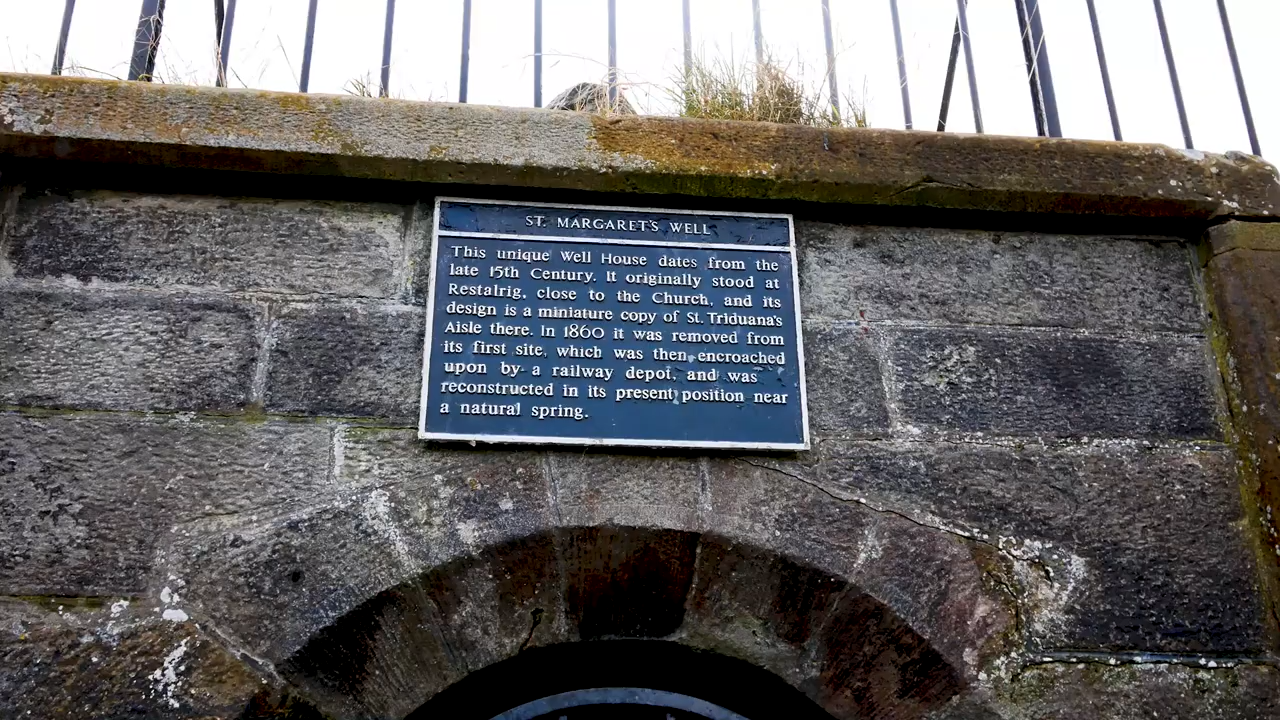 ST. MARGARET'S WELL
This unique Well House dates from the
late 15th Century. It originally stood at
Restalrig, close to the Church, and its
design is a miniature copy of St. Triduana's
Aisle there. In 1860 it was removed from
its first site, which was then encroached
upon by a railway depot, and was
reconstructed in its present position near
a natural spring.